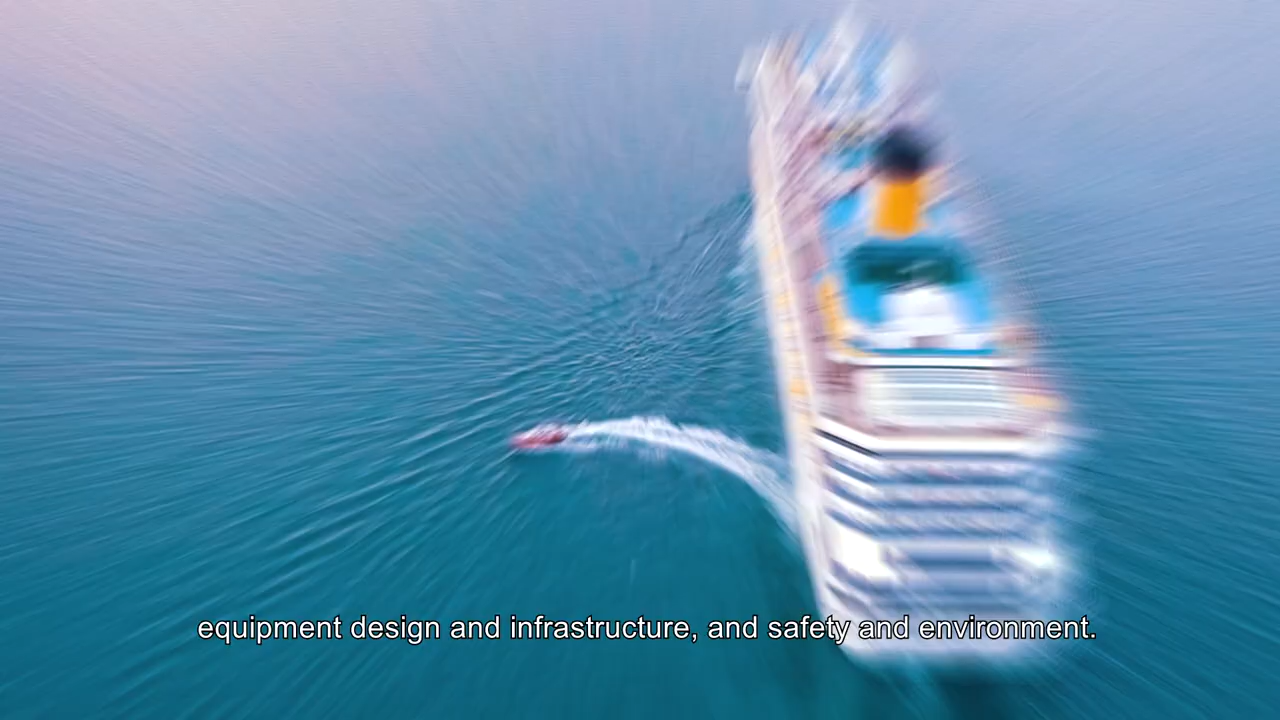 equipment design and infrastructure, and safety and environment.